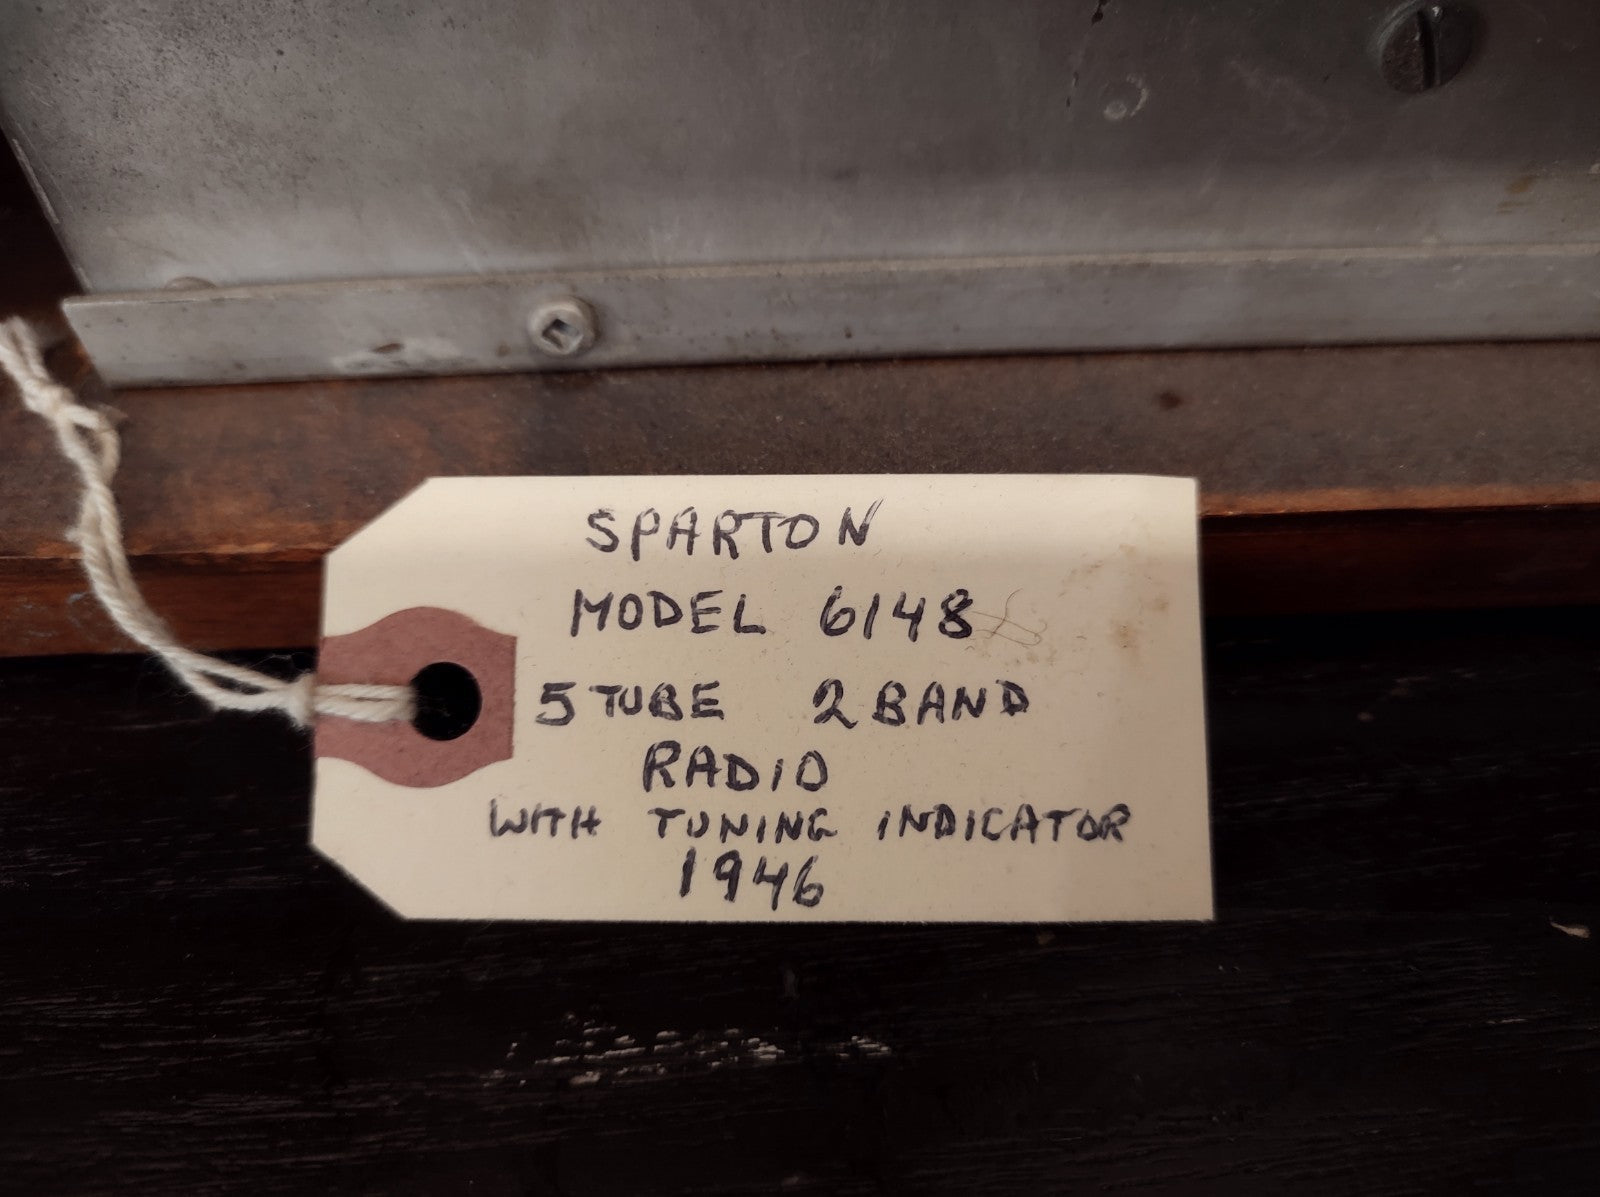 SPARTON
MODEL 6148
5 TUBE 2 BAND
RADIO
WITH TUNING INDICATOR
1946